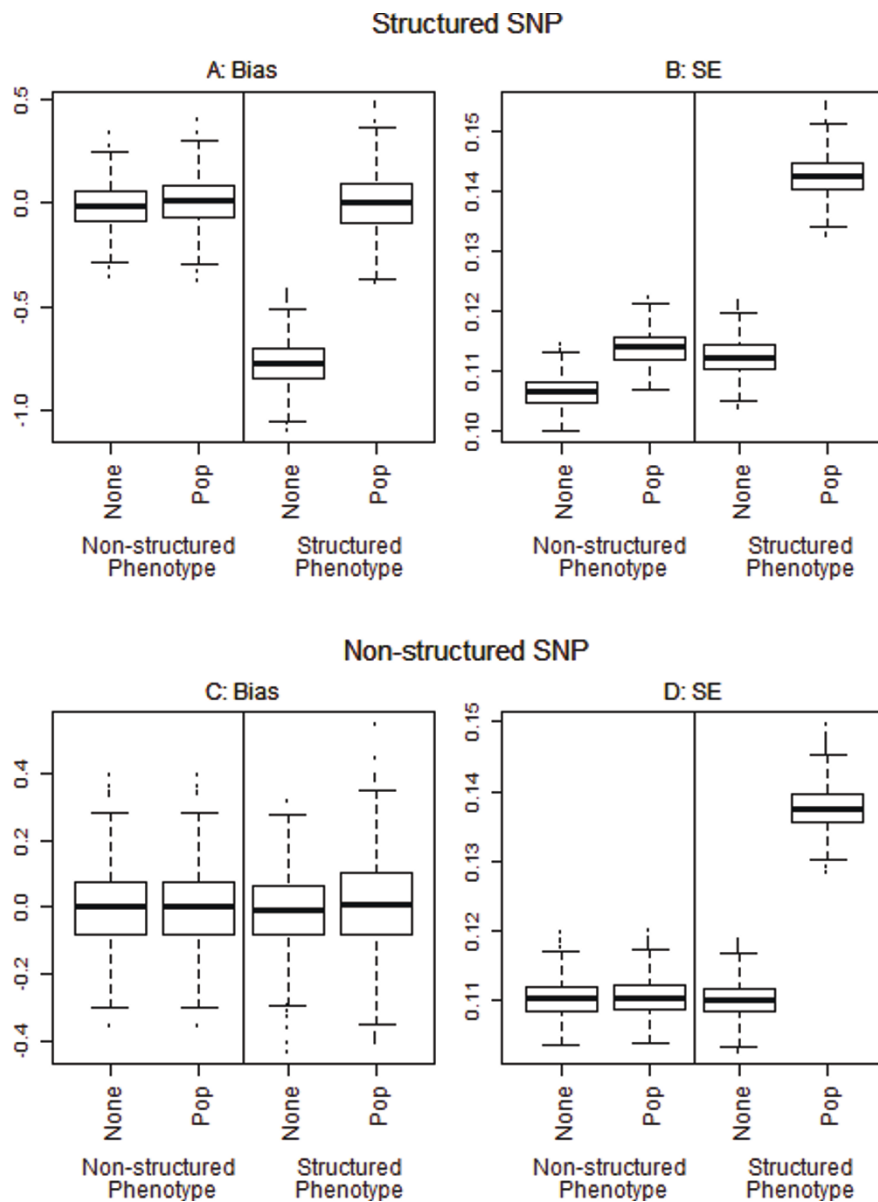 Structured SNP
A: Bias
0.5
0.0
-0.5
-1.0
None
Pop
None
Pop
Non-structured
Phenotype
Structured
Phenotype
B: SE
0.15
0.14
0.13
0.12
0.11
0.10
None
Pop
None
Pop
Non-structured
Phenotype
Structured
Phenotype
Non-structured SNP
C: Bias
0.4
0.2
0.0
-0.2
-0.4
None
Pop
None
Pop
Non-structured
Phenotype
Structured
Phenotype
D: SE
0.15
0.14
0.13
0.12
0.11
None
Pop
None
Pop
Non-structured
Phenotype
Structured
Phenotype